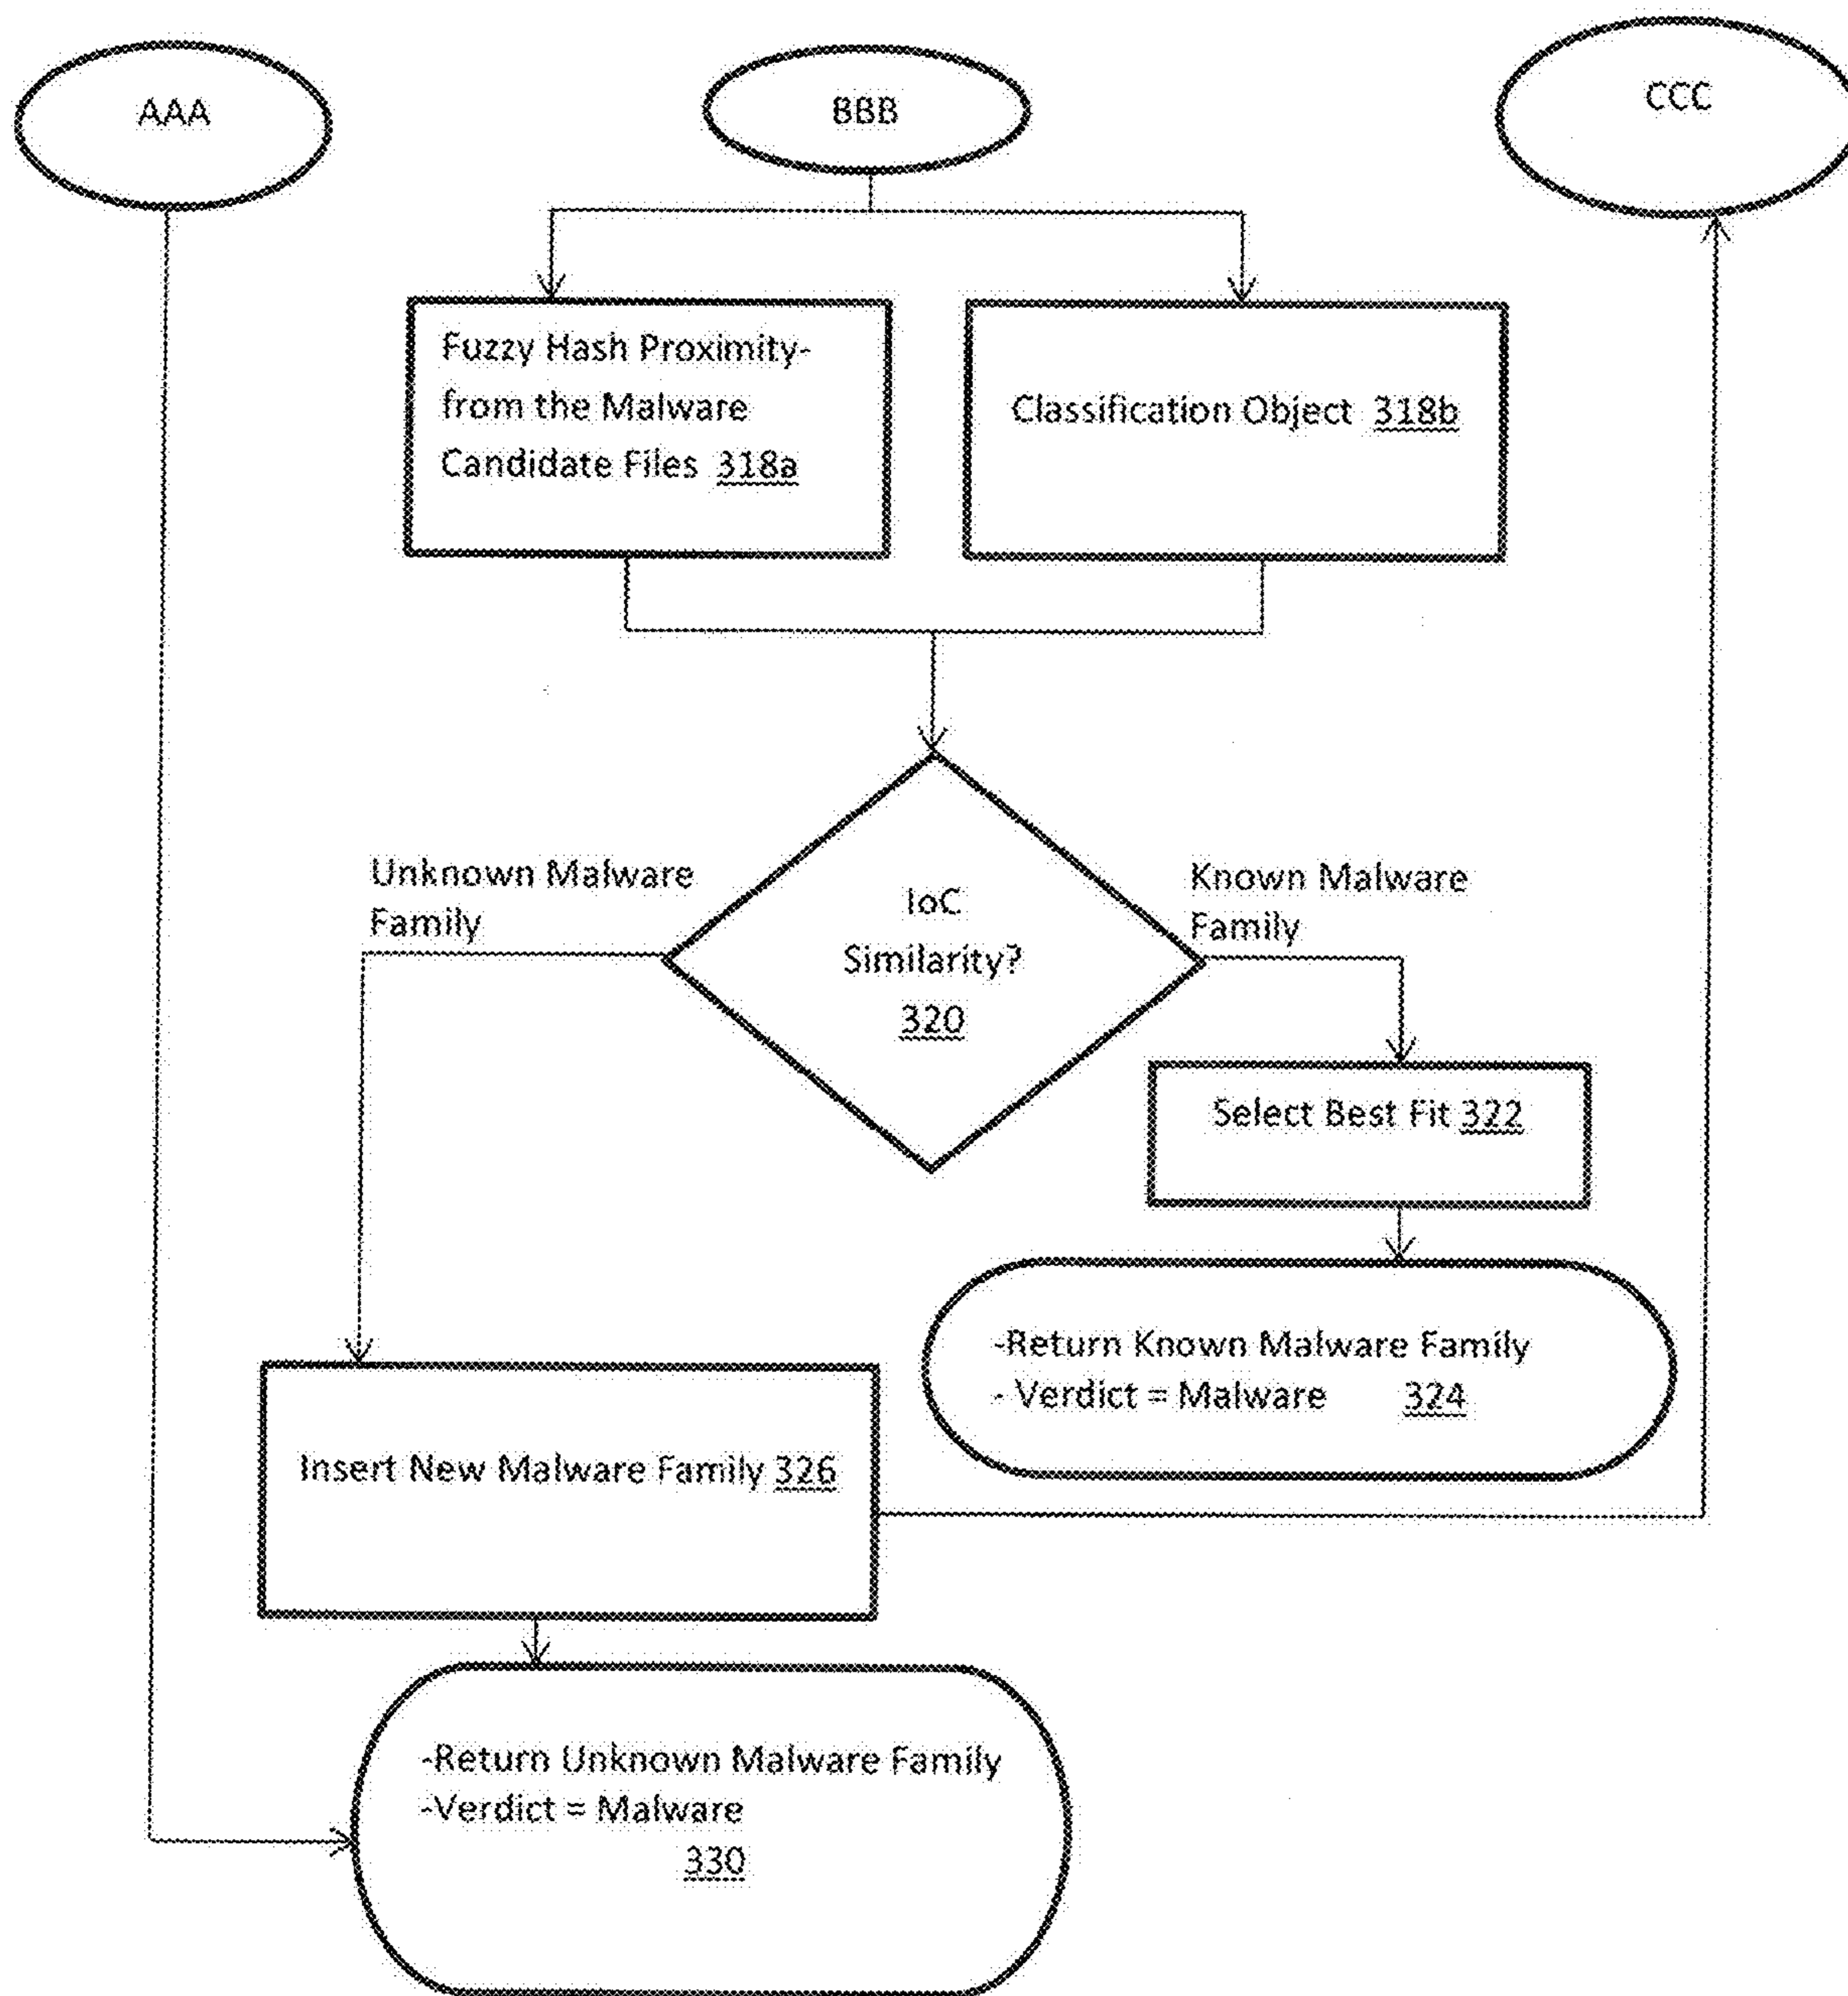 AAA
BBB
CCC
Fuzzy Hash Proximity-
from the Malware
Candidate Files 318a
Classification Object 318b
Unknown Malware
Family
IoC
Similarity?
320
Known Malware
Family
Select Best Fit 322
-Return Known Malware Family
- Verdict = Malware 324
Insert New Malware Family 326
-Return Unknown Malware Family
-Verdict = Malware
330